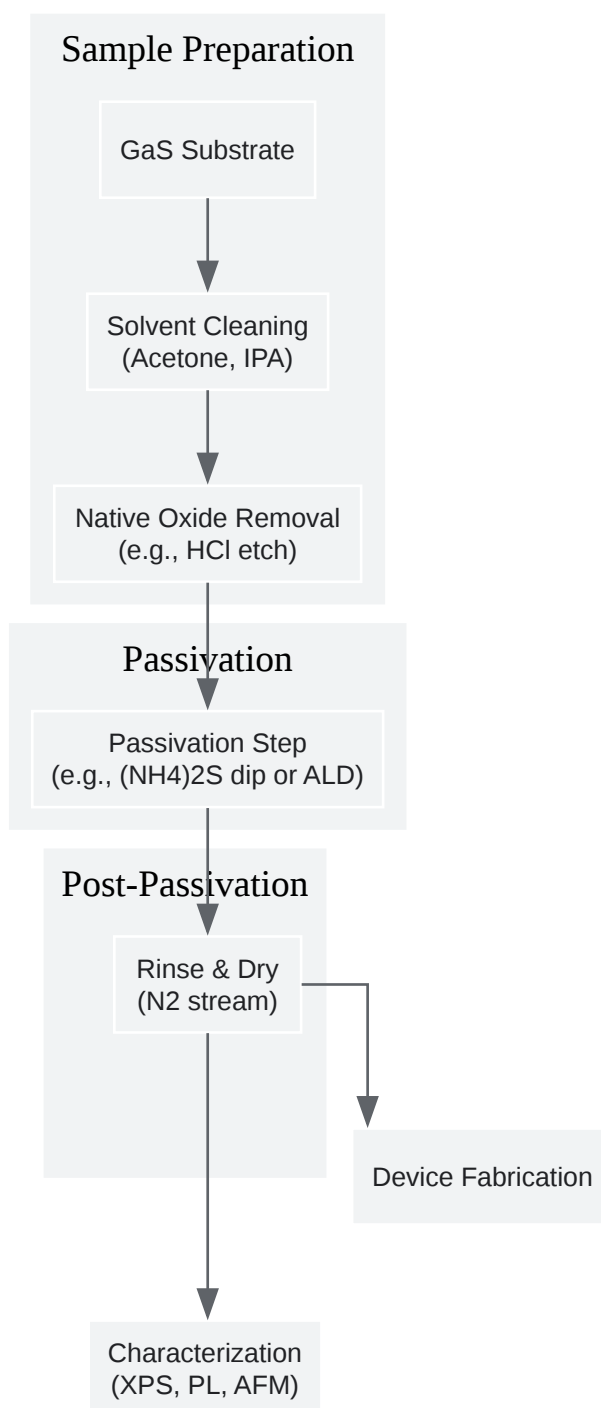 Sample Preparation
GaS Substrate
Solvent Cleaning
(Acetone, IPA)
Native Oxide Removal
(e.g., HCl etch)
Passivation
Passivation Step
(e.g., (NH4)2S dip or ALD)
Post-Passivation
Rinse & Dry
(N2 stream)
Device Fabrication
Characterization
(XPS, PL, AFM)